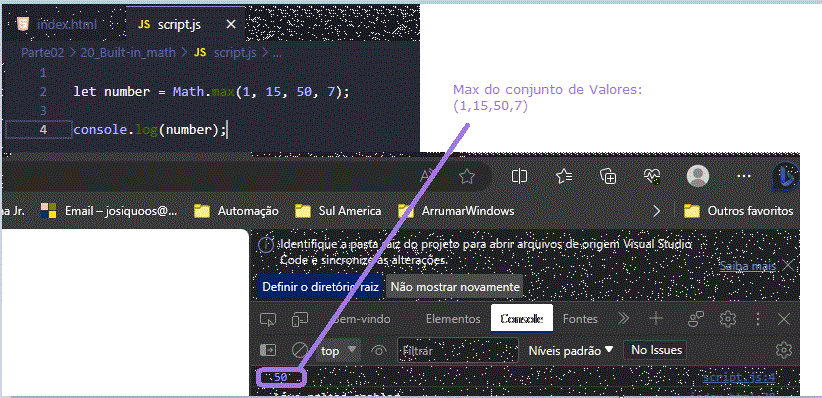 index.html
JS script.js
Parte02 > 20_Built-in_math > JS script.js > ...
1
2 let number = Math.max(1, 15, 50, 7);
3
4 console.log(number);
Max do conjunto de Valores:
(1,15,50,7)
na Jr.
Email – josiquoos@...
Automação
Sul America
ArrumarWindows
Outros favoritos
Identifique a pasta raiz do projeto para abrir arquivos de origem Visual Studio
Code e sincronize as alterações.
Saiba mais
Definir o diretório raiz
Não mostrar novamente
Bem-vindo
Elementos
Console
Fontes
top
Filtrar
Níveis padrão
No Issues
50
script.js:4